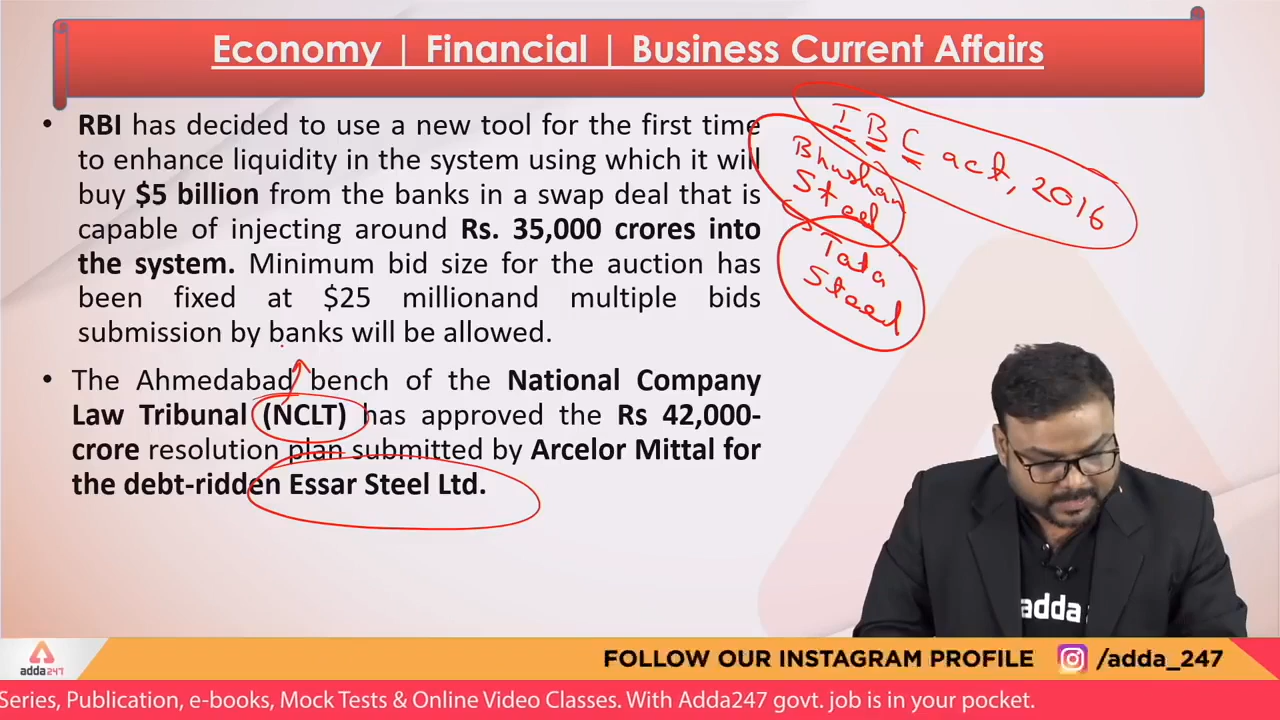 Economy | Financial | Business Current Affairs
• RBI has decided to use a new tool for the first time
to enhance liquidity in the system using which it will
buy $5 billion from the banks in a swap deal that is
capable of injecting around Rs. 35,000 crores into
the system. Minimum bid size for the auction has
been fixed at $25 millionand multiple bids
submission by banks will be allowed.
• The Ahmedabad bench of the National Company
Law Tribunal (NCLT) has approved the Rs 42,000-
crore resolution plan submitted by Arcelor Mittal for
the debt-ridden Essar Steel Ltd.
IBC act, 2016
Bhushan
Steel
Tata
Steel
adda
adda247
FOLLOW OUR INSTAGRAM PROFILE /adda_247
Series, Publication, e-books, Mock Tests & Online Video Classes. With Adda247 govt. job is in your pocket.